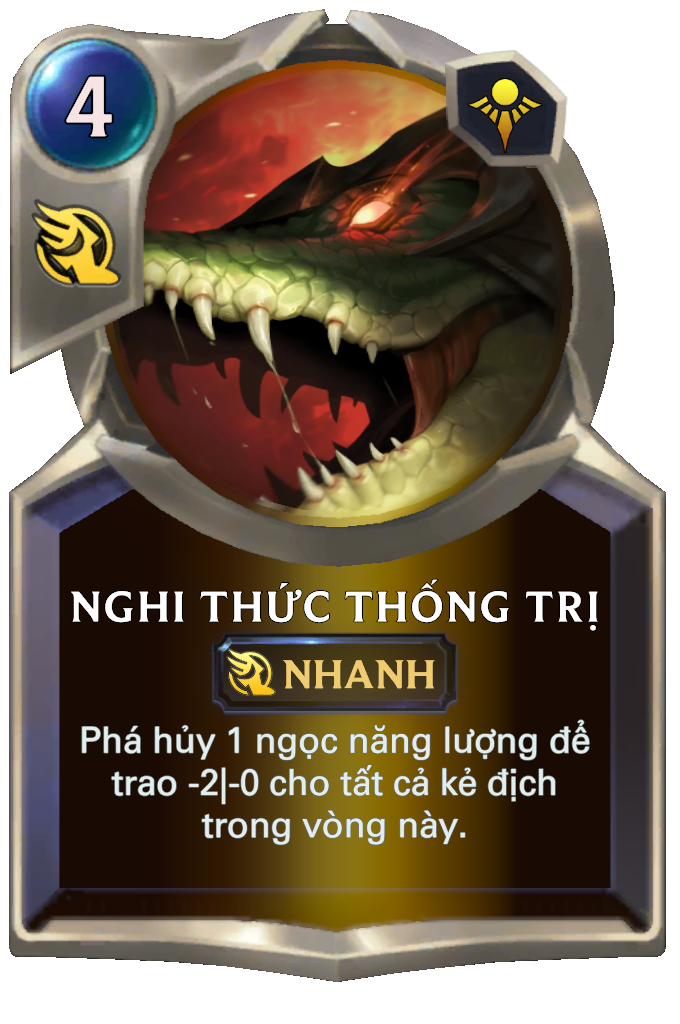 4
NGHI THỨC THỐNG TRỊ
NHANH
Phá hủy 1 ngọc năng lượng để
trao -2|-0 cho tất cả kẻ địch
trong vòng này.